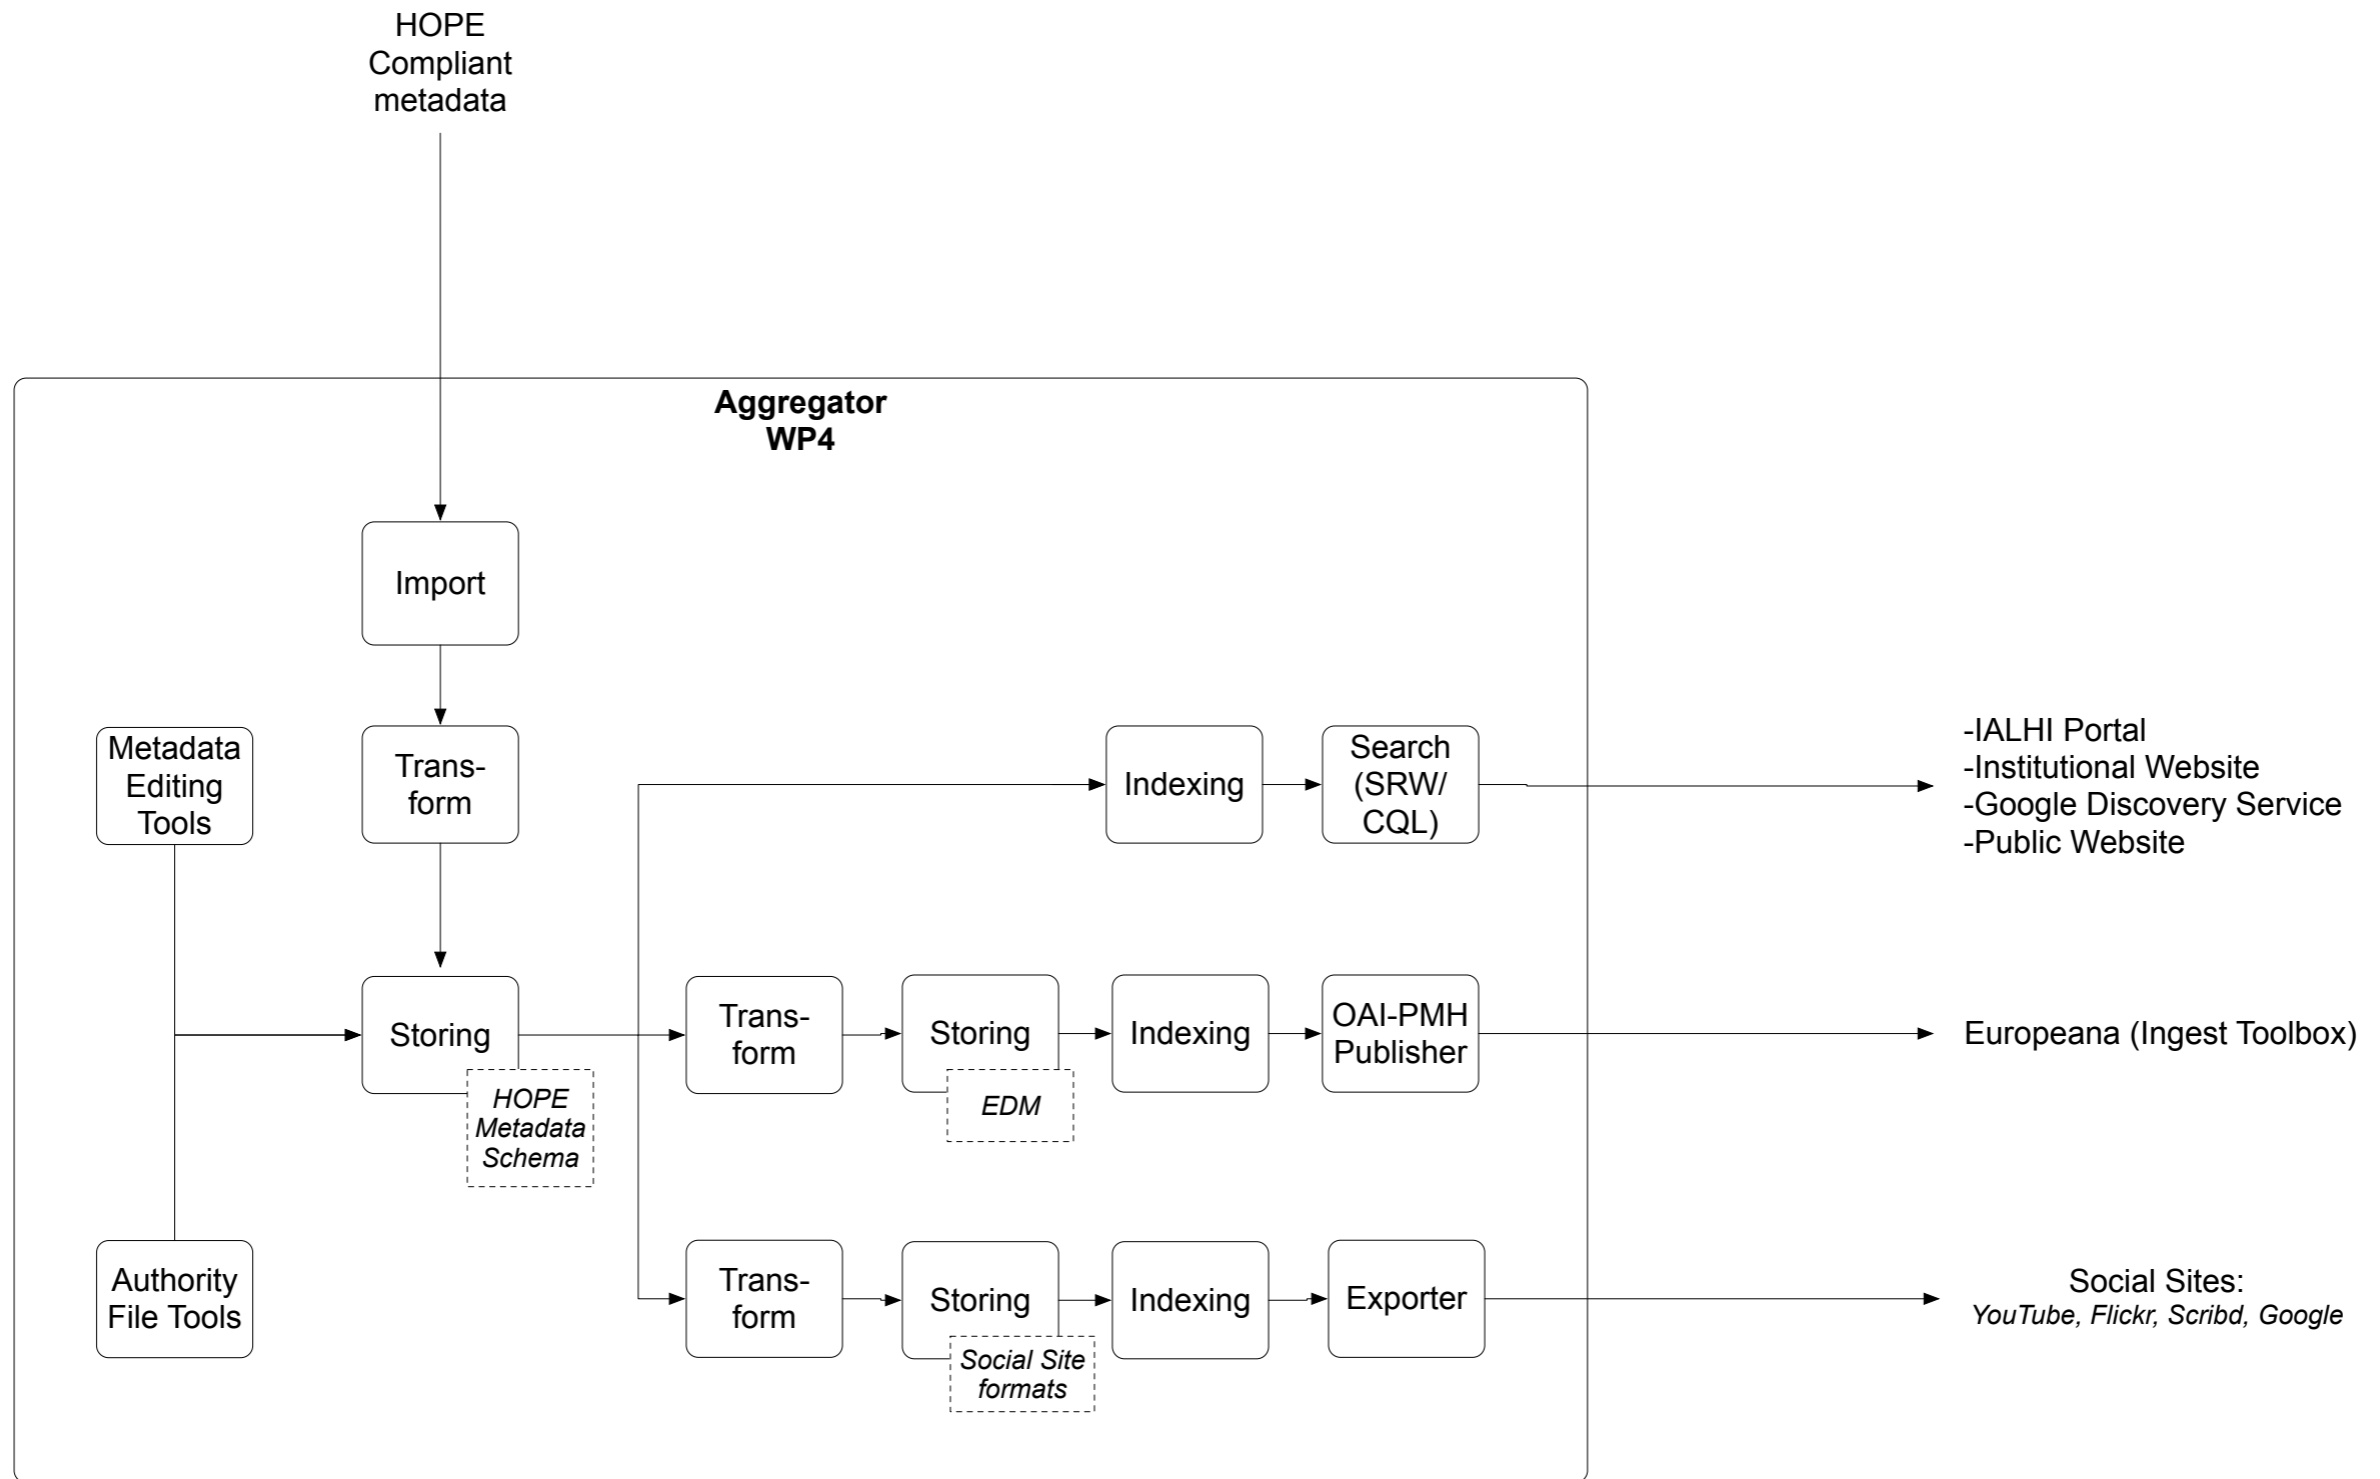 HOPE
Compliant
metadata
Aggregator
WP4
Import
Metadata
Editing
Tools
Trans-
form
Indexing
Search
(SRW/
CQL)
-IALHI Portal
-Institutional Website
-Google Discovery Service
-Public Website
Storing
HOPE
Metadata
Schema
Trans-
form
Storing
EDM
Indexing
OAI-PMH
Publisher
Europeana (Ingest Toolbox)
Authority
File Tools
Trans-
form
Storing
Social Site
formats
Indexing
Exporter
Social Sites:
YouTube, Flickr, Scribd, Google